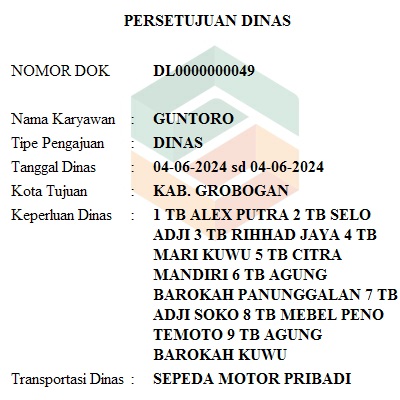 PERSETUJUAN DINAS
NOMOR DOK DL0000000049
Nama Karyawan : GUNTORO
Tipe Pengajuan : DINAS
Tanggal Dinas : 04-06-2024 sd 04-06-2024
Kota Tujuan : KAB. GROBOGAN
Keperluan Dinas : 1 TB ALEX PUTRA 2 TB SELO
ADJI 3 TB RIHHAD JAYA 4 TB
MARI KUWU 5 TB CITRA
MANDIRI 6 TB AGUNG
BAROKAH PANUNGGALAN 7 TB
ADJI SOKO 8 TB MEBEL PENO
TEMOTO 9 TB AGUNG
BAROKAH KUWU
Transportasi Dinas : SEPEDA MOTOR PRIBADI